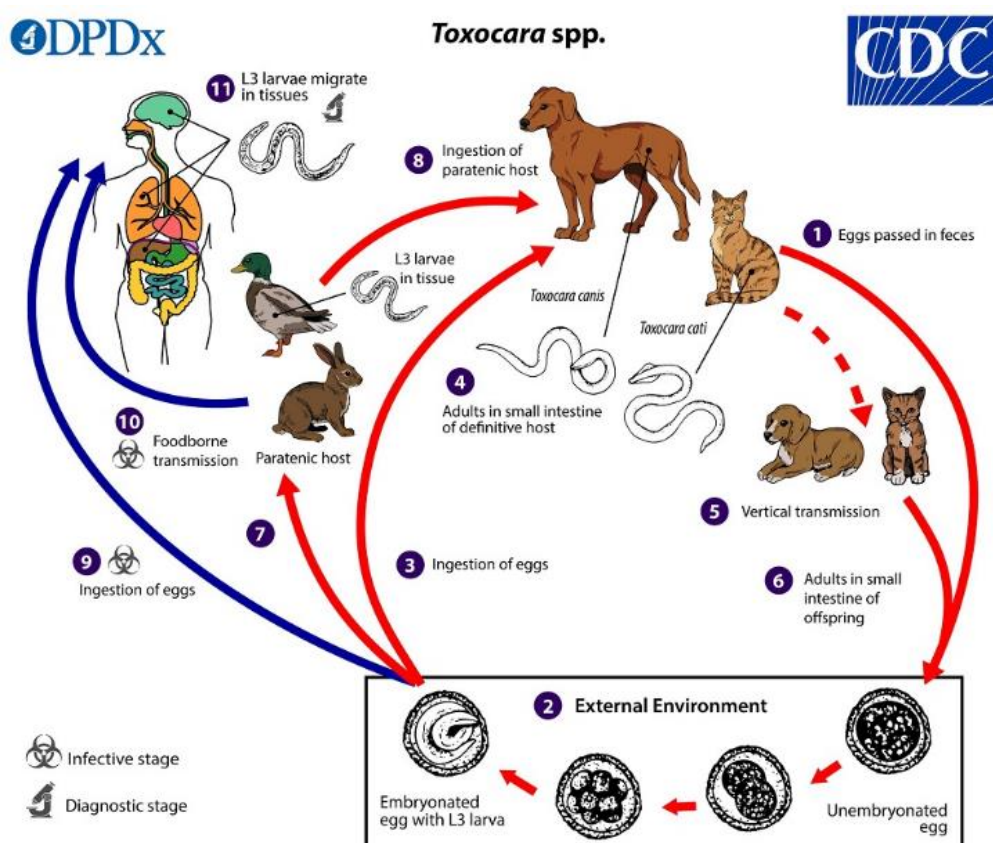 DPDx
Toxocara spp.
CDC
11 L3 larvae migrate
in tissues
8 Ingestion of
paratenic host
1 Eggs passed in feces
L3 larvae
in tissue
Toxocara canis
Toxocara cati
4
Adults in small intestine
of definitive host
10
Foodborne
transmission
Paratenic host
5 Vertical transmission
7
9
Ingestion of eggs
3 Ingestion of eggs
6 Adults in small
intestine of
offspring
2 External Environment
Infective stage
Diagnostic stage
Embryonated
egg with L3 larva
Unembryonated
egg